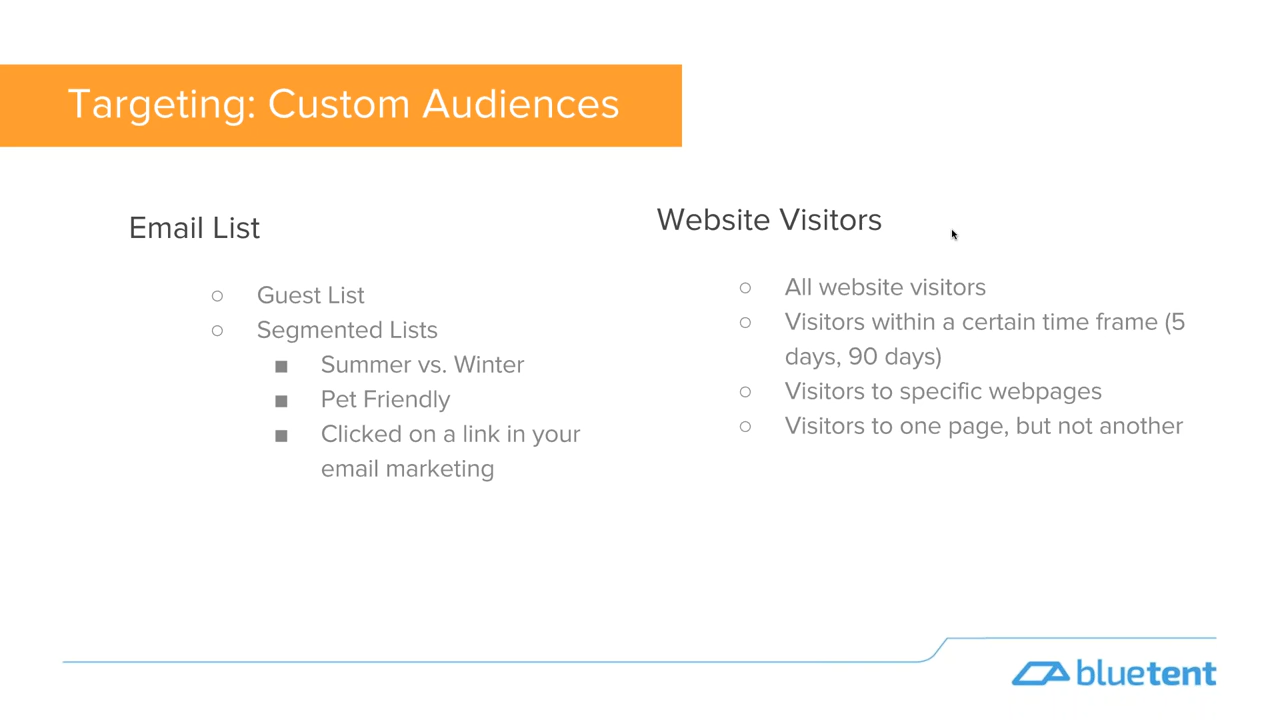 Targeting: Custom Audiences
Email List
○ Guest List
○ Segmented Lists
■ Summer vs. Winter
■ Pet Friendly
■ Clicked on a link in your
email marketing
Website Visitors
○ All website visitors
○ Visitors within a certain time frame (5
days, 90 days)
○ Visitors to specific webpages
○ Visitors to one page, but not another
bluetent